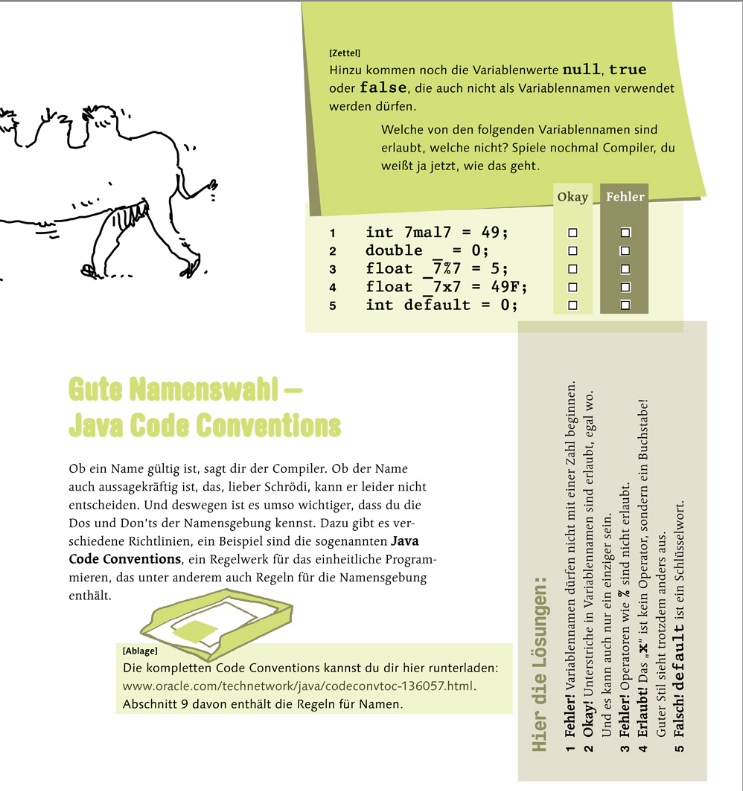 [Zettel]
Hinzu kommen noch die Variablenwerte null, true
oder false, die auch nicht als Variablennamen verwendet
werden dürfen.
Welche von den folgenden Variablennamen sind
erlaubt, welche nicht? Spiele nochmal Compiler, du
weißt ja jetzt, wie das geht.
Okay Fehler
1 int 7mal7 = 49;
2 double _ = 0;
3 float _7%7 = 5;
4 float _7x7 = 49F;
5 int default = 0;
Gute Namenswahl –
Java Code Conventions
Ob ein Name gültig ist, sagt dir der Compiler. Ob der Name
auch aussagekräftig ist, das, lieber Schrödi, kann er leider nicht
entscheiden. Und deswegen ist es umso wichtiger, dass du die
Dos und Don'ts der Namensgebung kennst. Dazu gibt es ver-
schiedene Richtlinien, ein Beispiel sind die sogenannten Java
Code Conventions, ein Regelwerk für das einheitliche Program-
mieren, das unter anderem auch Regeln für die Namensgebung
enthält.
[Ablage]
Die kompletten Code Conventions kannst du dir hier runterladen:
www.oracle.com/technetwork/java/codeconvtoc-136057.html.
Abschnitt 9 davon enthält die Regeln für Namen.
Hier die Lösungen:
1 Fehler! Variablennamen dürfen nicht mit einer Zahl beginnen.
2 Okay! Unterstriche in Variablennamen sind erlaubt, egal wo.
Und es kann auch nur ein einziger sein.
3 Fehler! Operatoren wie % sind nicht erlaubt.
4 Erlaubt! Das „x" ist kein Operator, sondern ein Buchstabe!
Guter Stil sieht trotzdem anders aus.
5 Falsch! default ist ein Schlüsselwort.